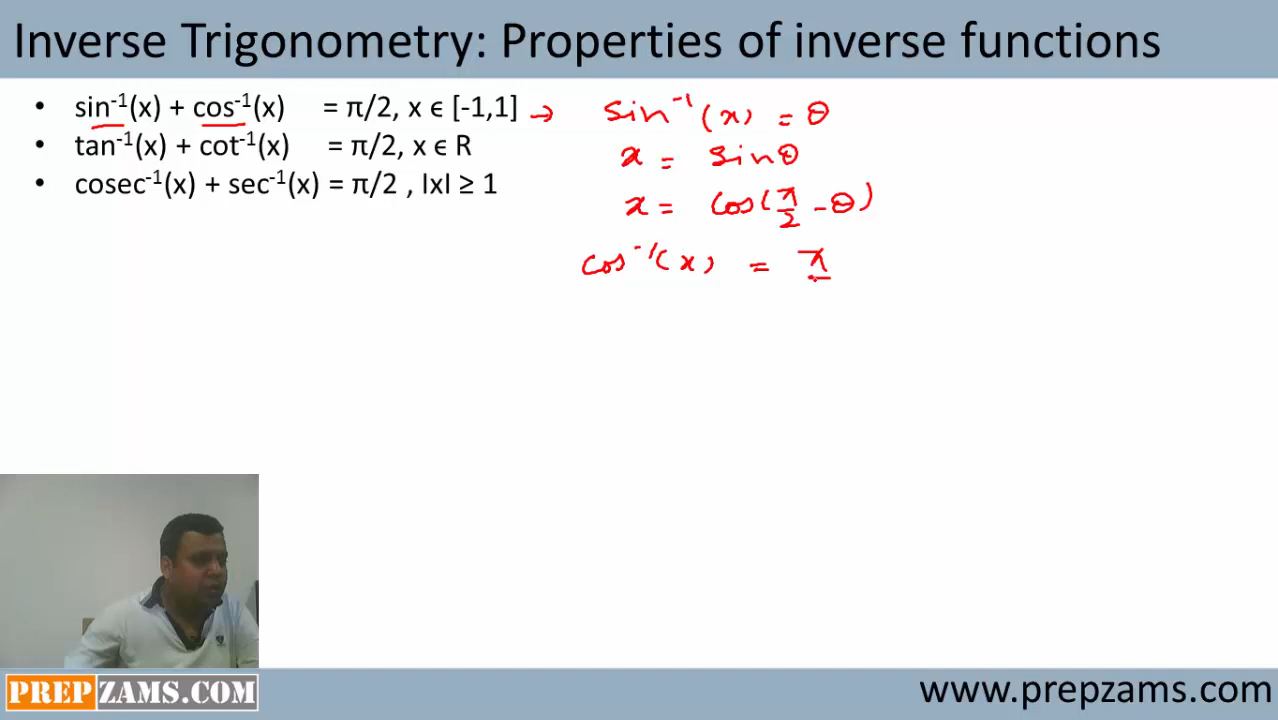 Inverse Trigonometry: Properties of inverse functions
• sin⁻¹(x) + cos⁻¹(x) = π/2, x ϵ [-1,1] → sin⁻¹(x) = θ
• tan⁻¹(x) + cot⁻¹(x) = π/2, x ϵ R
x = sinθ
• cosec⁻¹(x) + sec⁻¹(x) = π/2 , IxI ≥ 1
x = cos(π/2 - θ)
cos⁻¹(x) = π
PREPZAMS.COM
www.prepzams.com